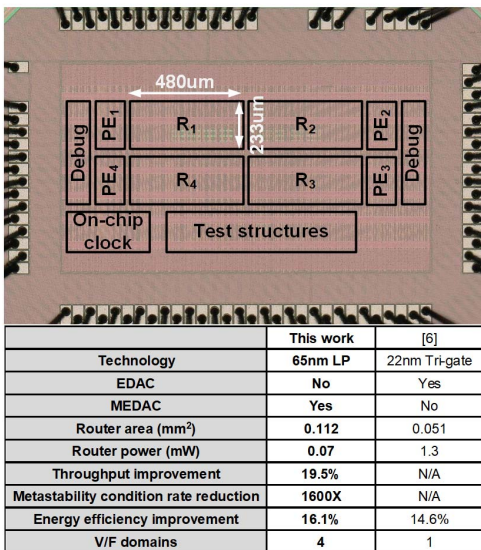 480um
233um
Debug
PE1
R1
R2
PE2
Debug
PE4
R4
R3
PE3
On-chip
clock
Test structures
This work [6]
Technology 65nm LP 22nm Tri-gate
EDAC No Yes
MEDAC Yes No
Router area (mm²) 0.112 0.051
Router power (mW) 0.07 1.3
Throughput improvement 19.5% N/A
Metastability condition rate reduction 1600X N/A
Energy efficiency improvement 16.1% 14.6%
V/F domains 4 1